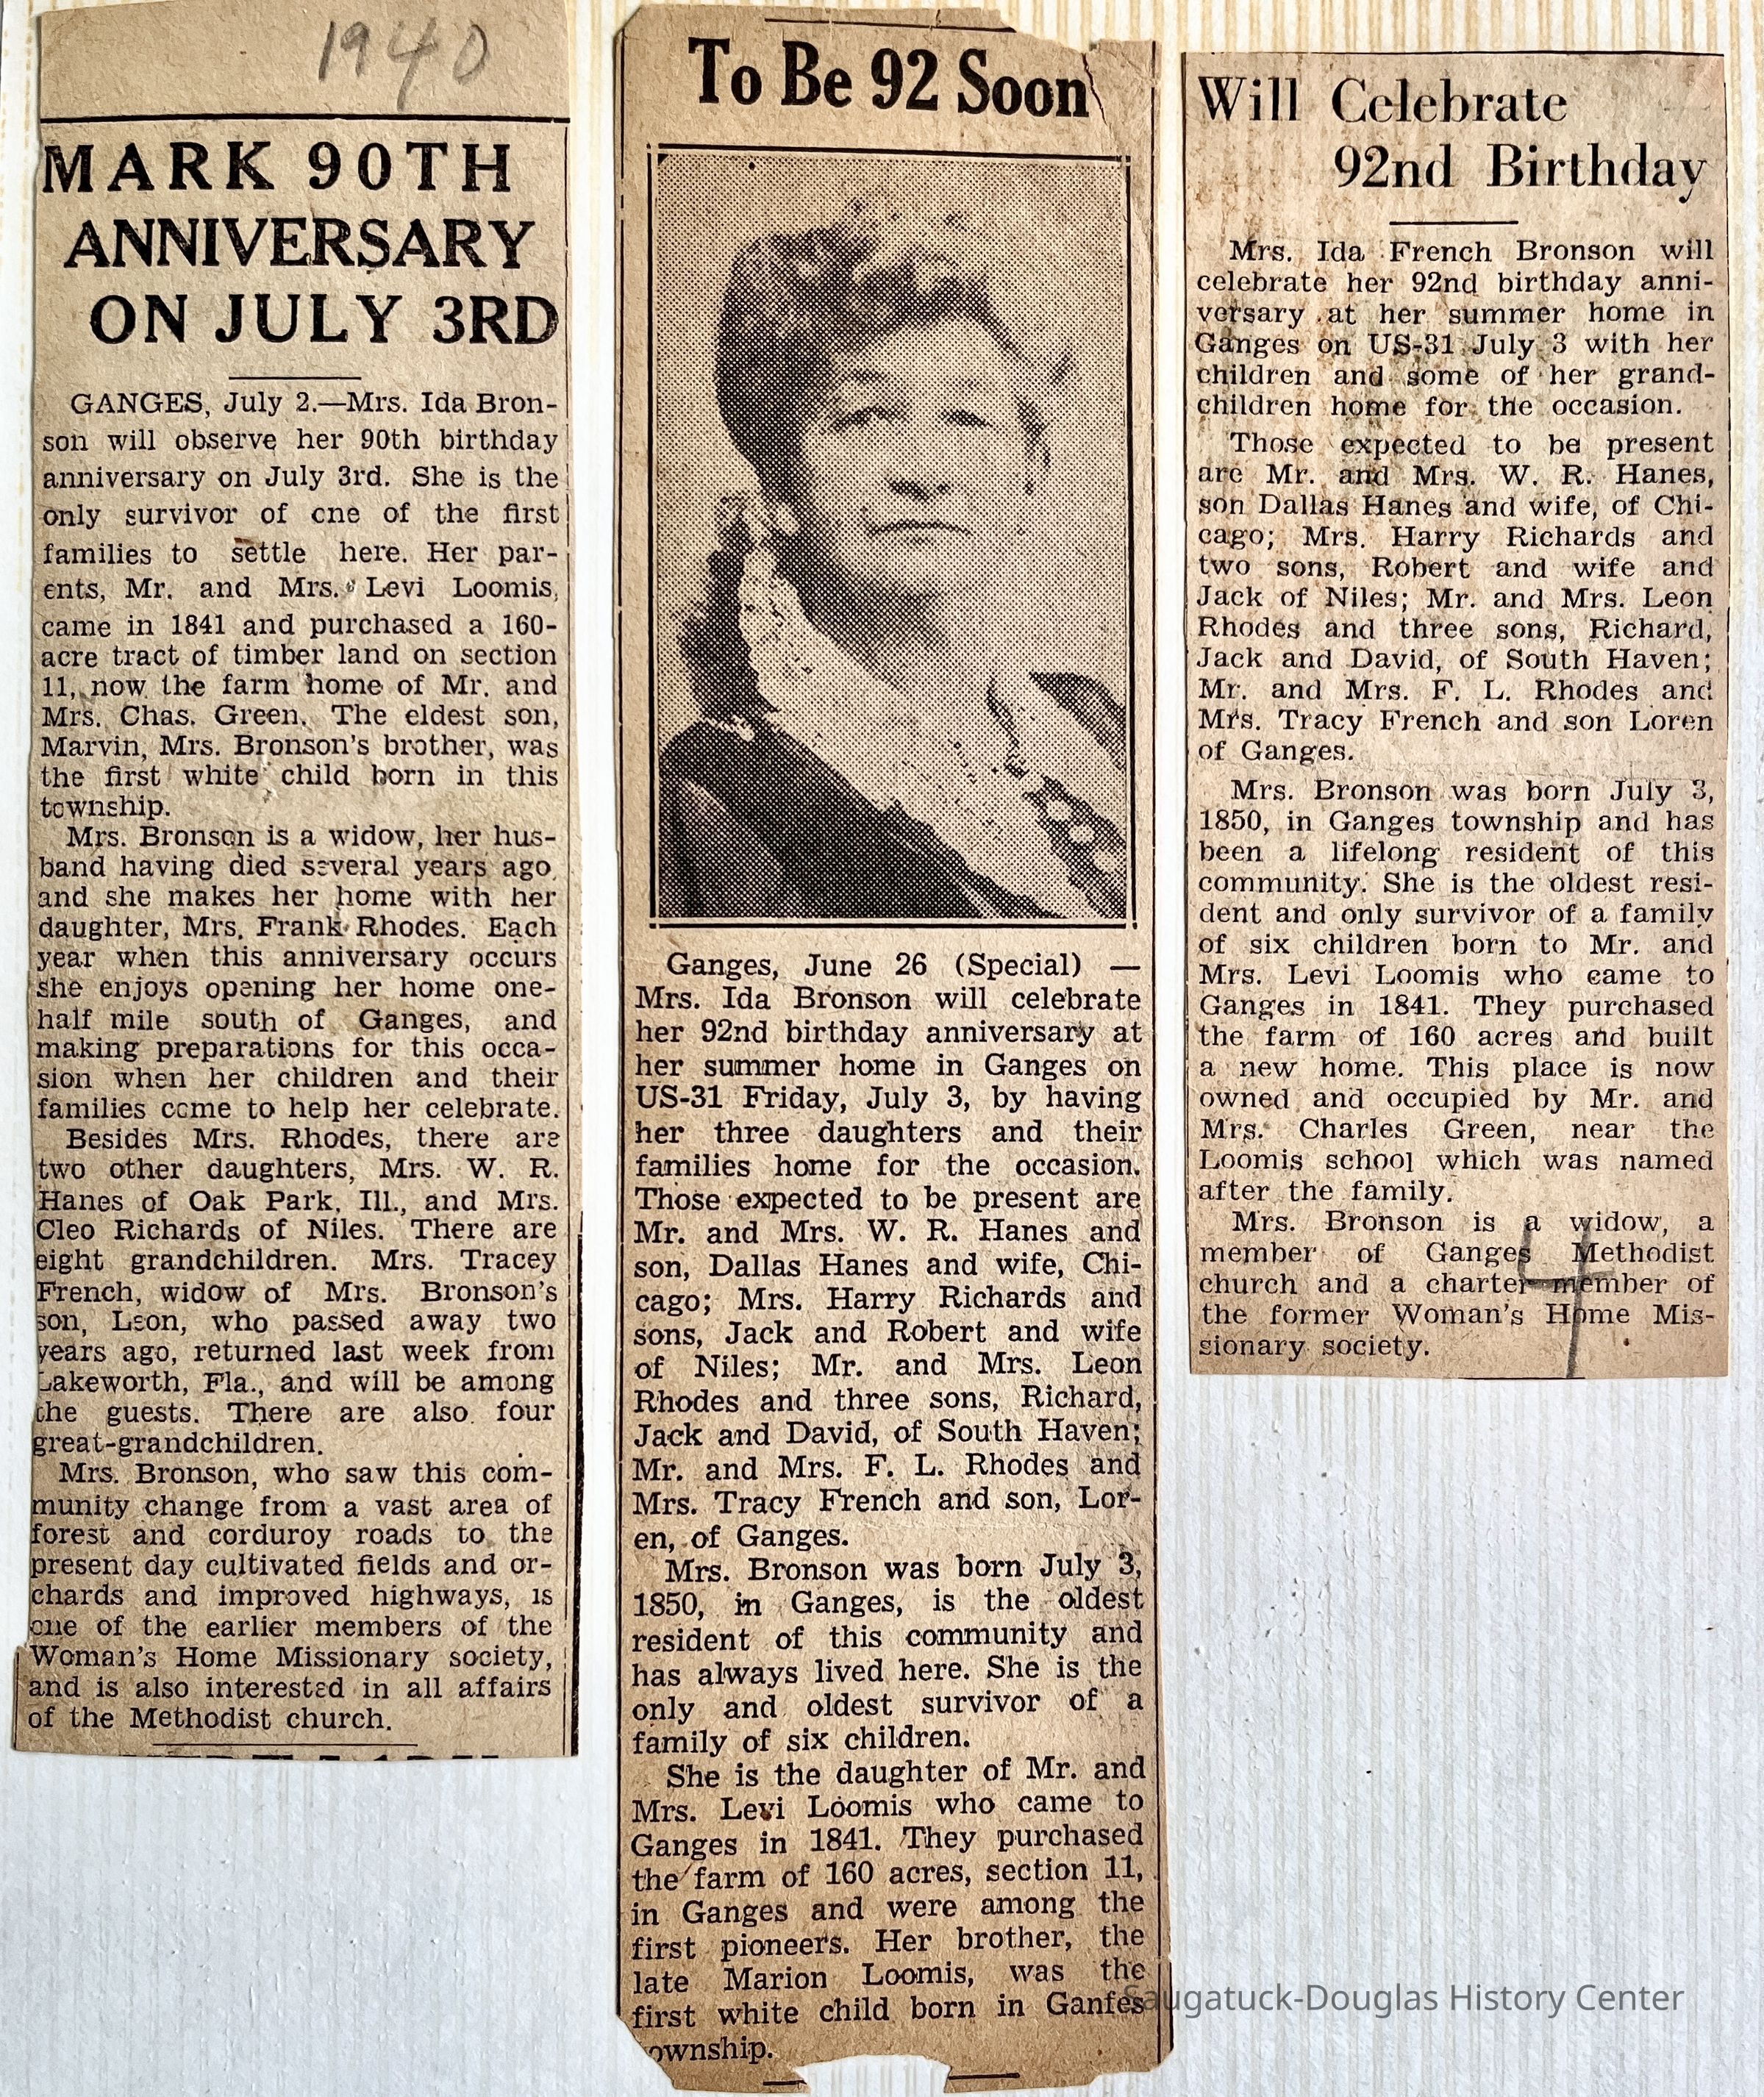 1940
MARK 90TH
ANNIVERSARY
ON JULY 3RD
GANGES, July 2.—Mrs. Ida Bron-
son will observe her 90th birthday
anniversary on July 3rd. She is the
only survivor of cne of the first
families to settle here. Her par-
ents, Mr. and Mrs. Levi Loomis,
came in 1841 and purchased a 160-
acre tract of timber land on section
11, now the farm home of Mr. and
Mrs. Chas. Green. The eldest son,
Marvin, Mrs. Bronson's brother, was
the first white child born in this
township.
Mrs. Bronson is a widow, her hus-
band having died several years ago,
and she makes her home with her
daughter, Mrs. Frank Rhodes. Each
year when this anniversary occurs
she enjoys opening her home one-
half mile south of Ganges, and
making preparations for this occa-
sion when her children and their
families come to help her celebrate.
Besides Mrs. Rhodes, there are
two other daughters, Mrs. W. R.
Hanes of Oak Park, Ill., and Mrs.
Cleo Richards of Niles. There are
eight grandchildren. Mrs. Tracey
French, widow of Mrs. Bronson's
son, Leon, who passed away two
years ago, returned last week from
Lakeworth, Fla., and will be among
the guests. There are also four
great-grandchildren.
Mrs. Bronson, who saw this com-
munity change from a vast area of
forest and corduroy roads to the
present day cultivated fields and or-
chards and improved highways, is
one of the earlier members of the
Woman's Home Missionary society,
and is also interested in all affairs
of the Methodist church.
To Be 92 Soon
Ganges, June 26 (Special) —
Mrs. Ida Bronson will celebrate
her 92nd birthday anniversary at
her summer home in Ganges on
US-31 Friday, July 3, by having
her three daughters and their
families home for the occasion.
Those expected to be present are
Mr. and Mrs. W. R. Hanes and
son, Dallas Hanes and wife, Chi-
cago; Mrs. Harry Richards and
sons, Jack and Robert and wife
of Niles; Mr. and Mrs. Leon
Rhodes and three sons, Richard,
Jack and David, of South Haven;
Mr. and Mrs. F. L. Rhodes and
Mrs. Tracy French and son, Lor-
en, of Ganges.
Mrs. Bronson was born July 3,
1850, in Ganges, is the oldest
resident of this community and
has always lived here. She is the
only and oldest survivor of a
family of six children.
She is the daughter of Mr. and
Mrs. Levi Loomis who came to
Ganges in 1841. They purchased
the farm of 160 acres, section 11,
in Ganges and were among the
first pioneers. Her brother, the
late Marion Loomis, was the
first white child born in Ganfes
ownship.
Will Celebrate
92nd Birthday
Mrs. Ida French Bronson will
celebrate her 92nd birthday anni-
versary at her summer home in
Ganges on US-31 July 3 with her
children and some of her grand-
children home for the occasion.
Those expected to be present
are Mr. and Mrs. W. R. Hanes,
son Dallas Hanes and wife, of Chi-
cago; Mrs. Harry Richards and
two sons, Robert and wife and
Jack of Niles; Mr. and Mrs. Leon
Rhodes and three sons, Richard,
Jack and David, of South Haven;
Mr. and Mrs. F. L. Rhodes and
Mrs. Tracy French and son Loren
of Ganges.
Mrs. Bronson was born July 3,
1850, in Ganges township and has
been a lifelong resident of this
community. She is the oldest resi-
dent and only survivor of a family
of six children born to Mr. and
Mrs. Levi Loomis who came to
Ganges in 1841. They purchased
the farm of 160 acres and built
a new home. This place is now
owned and occupied by Mr. and
Mrs. Charles Green, near the
Loomis school which was named
after the family.
Mrs. Bronson is a widow, a
member of Ganges Methodist
church and a charter member of
the former Woman's Home Mis-
sionary society.
4
Saugatuck-Douglas History Center